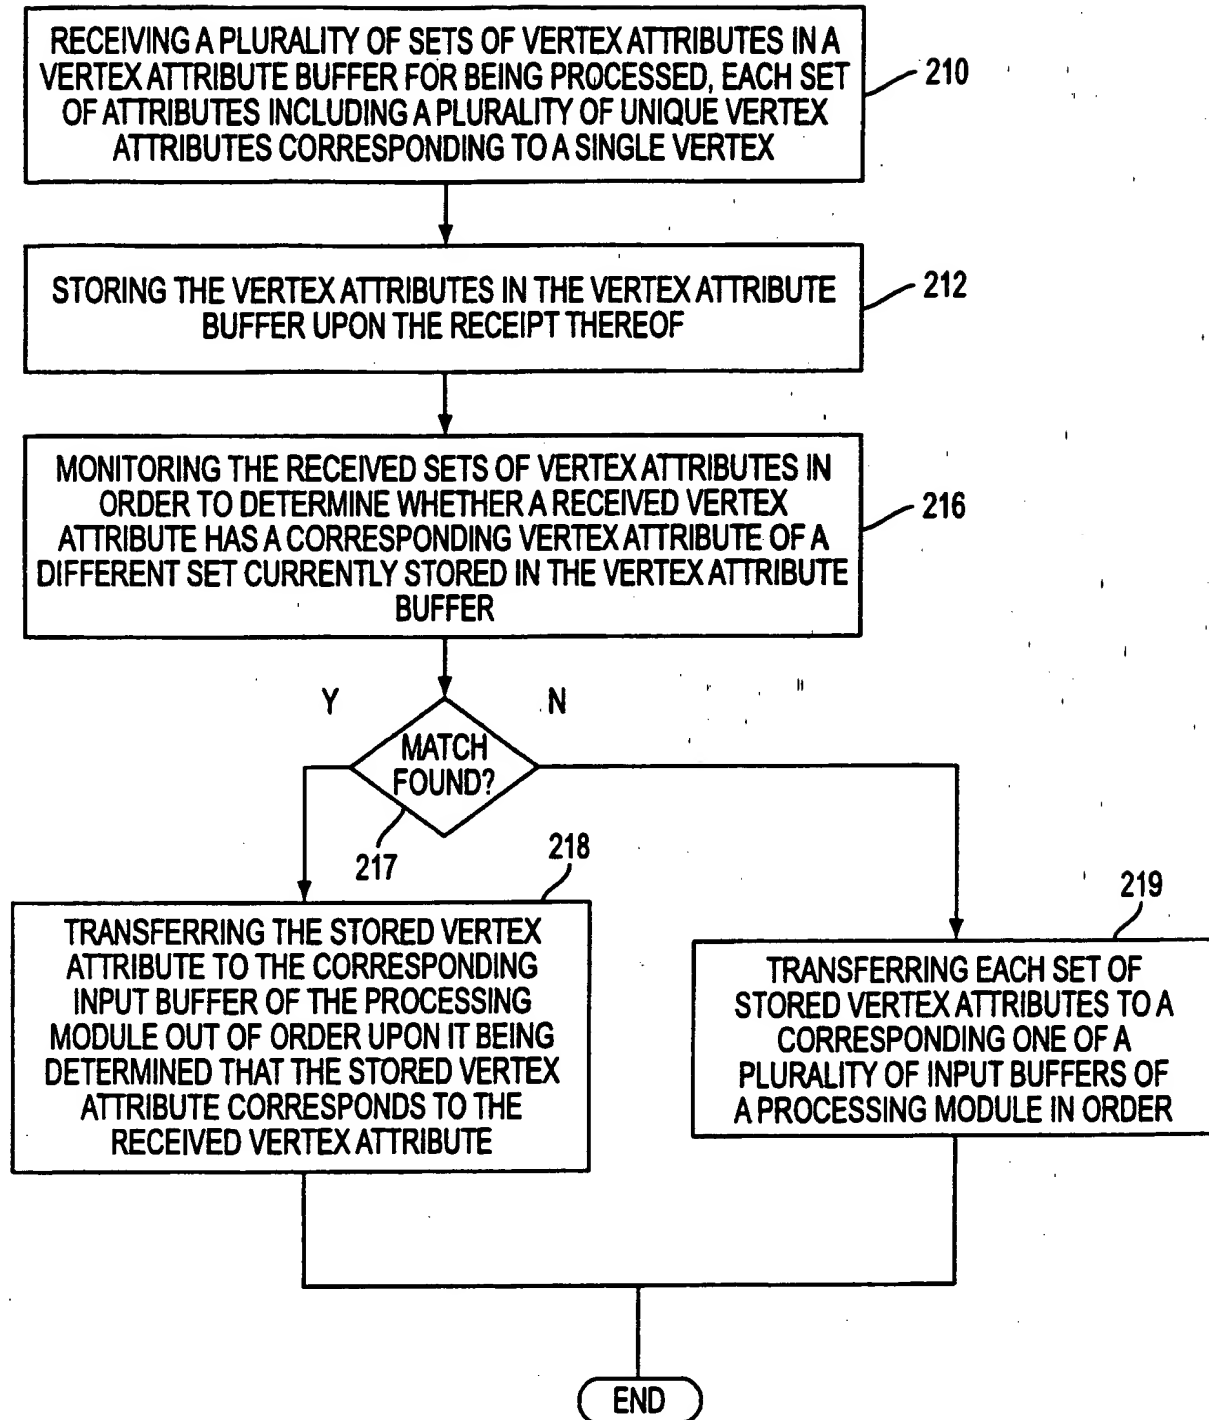 RECEIVING A PLURALITY OF SETS OF VERTEX ATTRIBUTES IN A
VERTEX ATTRIBUTE BUFFER FOR BEING PROCESSED, EACH SET
OF ATTRIBUTES INCLUDING A PLURALITY OF UNIQUE VERTEX
ATTRIBUTES CORRESPONDING TO A SINGLE VERTEX
210
STORING THE VERTEX ATTRIBUTES IN THE VERTEX ATTRIBUTE
BUFFER UPON THE RECEIPT THEREOF
212
MONITORING THE RECEIVED SETS OF VERTEX ATTRIBUTES IN
ORDER TO DETERMINE WHETHER A RECEIVED VERTEX
ATTRIBUTE HAS A CORRESPONDING VERTEX ATTRIBUTE OF A
DIFFERENT SET CURRENTLY STORED IN THE VERTEX ATTRIBUTE
BUFFER
216
Y
N
MATCH
FOUND?
217
218
TRANSFERRING THE STORED VERTEX
ATTRIBUTE TO THE CORRESPONDING
INPUT BUFFER OF THE PROCESSING
MODULE OUT OF ORDER UPON IT BEING
DETERMINED THAT THE STORED VERTEX
ATTRIBUTE CORRESPONDS TO THE
RECEIVED VERTEX ATTRIBUTE
219
TRANSFERRING EACH SET OF
STORED VERTEX ATTRIBUTES TO A
CORRESPONDING ONE OF A
PLURALITY OF INPUT BUFFERS OF
A PROCESSING MODULE IN ORDER
END